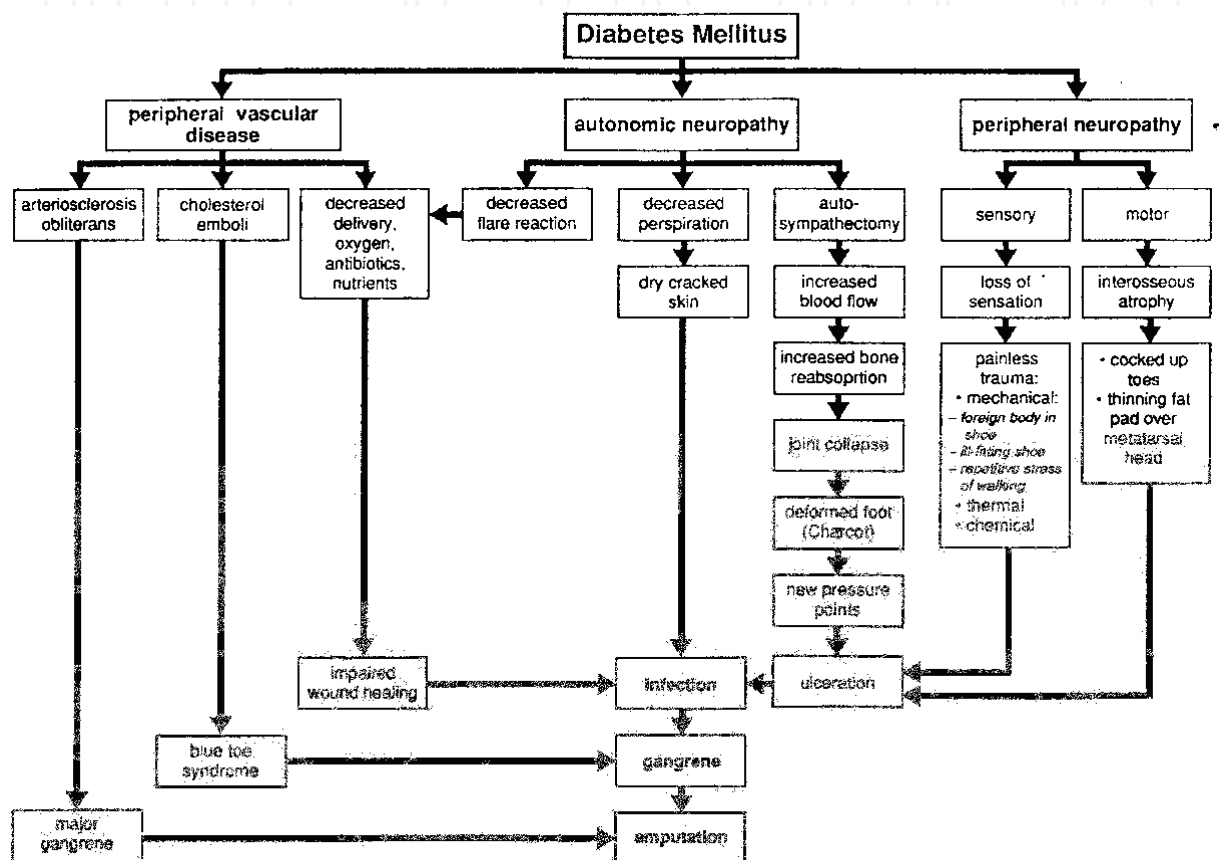 Diabetes Mellitus
peripheral vascular
disease
autonomic neuropathy
peripheral neuropathy
arteriosclerosis
obliterans
cholesterol
emboli
decreased
delivery,
oxygen,
antibiotics,
nutrients
decreased
flare reaction
decreased
perspiration
auto-
sympathectomy
sensory
motor
dry cracked
skin
increased
blood flow
loss of
sensation
interosseous
atrophy
increased bone
reabsoprtion
painless
trauma:
• mechanical:
– foreign body in
shoe
– ill-fitting shoe
– repetitive stress
of walking
• thermal
• chemical
• cocked up
toes
• thinning fat
pad over
metatarsal
head
joint collapse
deformed foot
(Charcot)
new pressure
points
impaired
wound healing
infection
ulceration
blue toe
syndrome
gangrene
major
gangrene
amputation